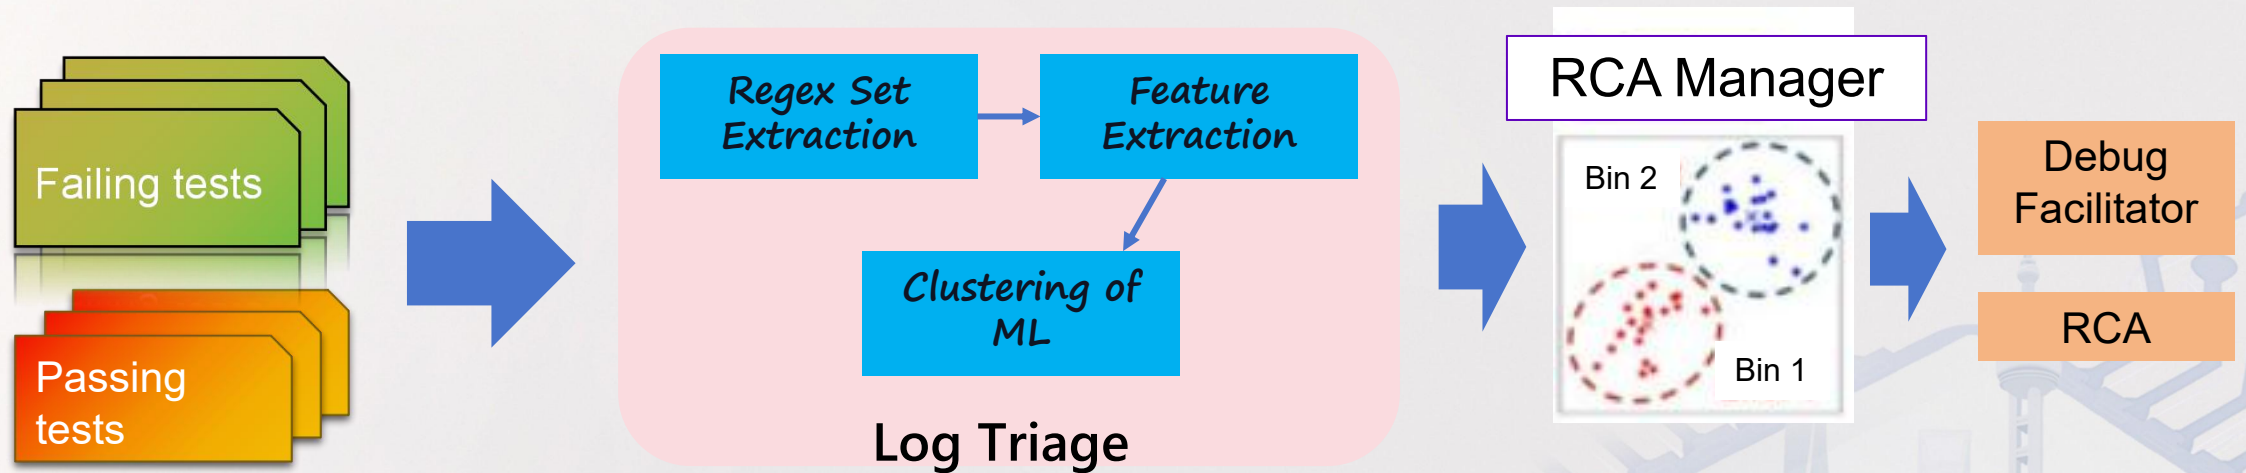 Failing tests
Passing
tests
Regex Set
Extraction
Feature
Extraction
Clustering of
ML
Log Triage
RCA Manager
Bin 2
Bin 1
Debug
Facilitator
RCA